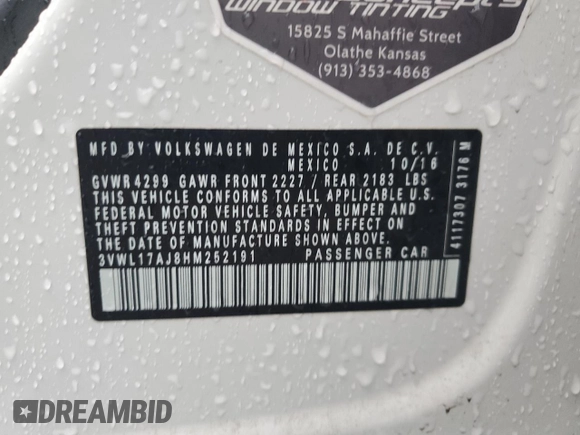 WINDOW TINTING
15825 S Mahaffie Street
Olathe Kansas
(913) 353-4868
MFD BY VOLKSWAGEN DE MEXICO S.A. DE C.V.
MEXICO 10/16
GVWR 4299 GAWR FRONT 2227 / REAR 2183 LBS
THIS VEHICLE CONFORMS TO ALL APPLICABLE U.S.
FEDERAL MOTOR VEHICLE SAFETY, BUMPER AND
THEFT PREVENTION STANDARDS IN EFFECT ON
THE DATE OF MANUFACTURE SHOWN ABOVE.
3VWL17AJ8HM252191 PASSENGER CAR
4117307 3176 M
DREAMBID